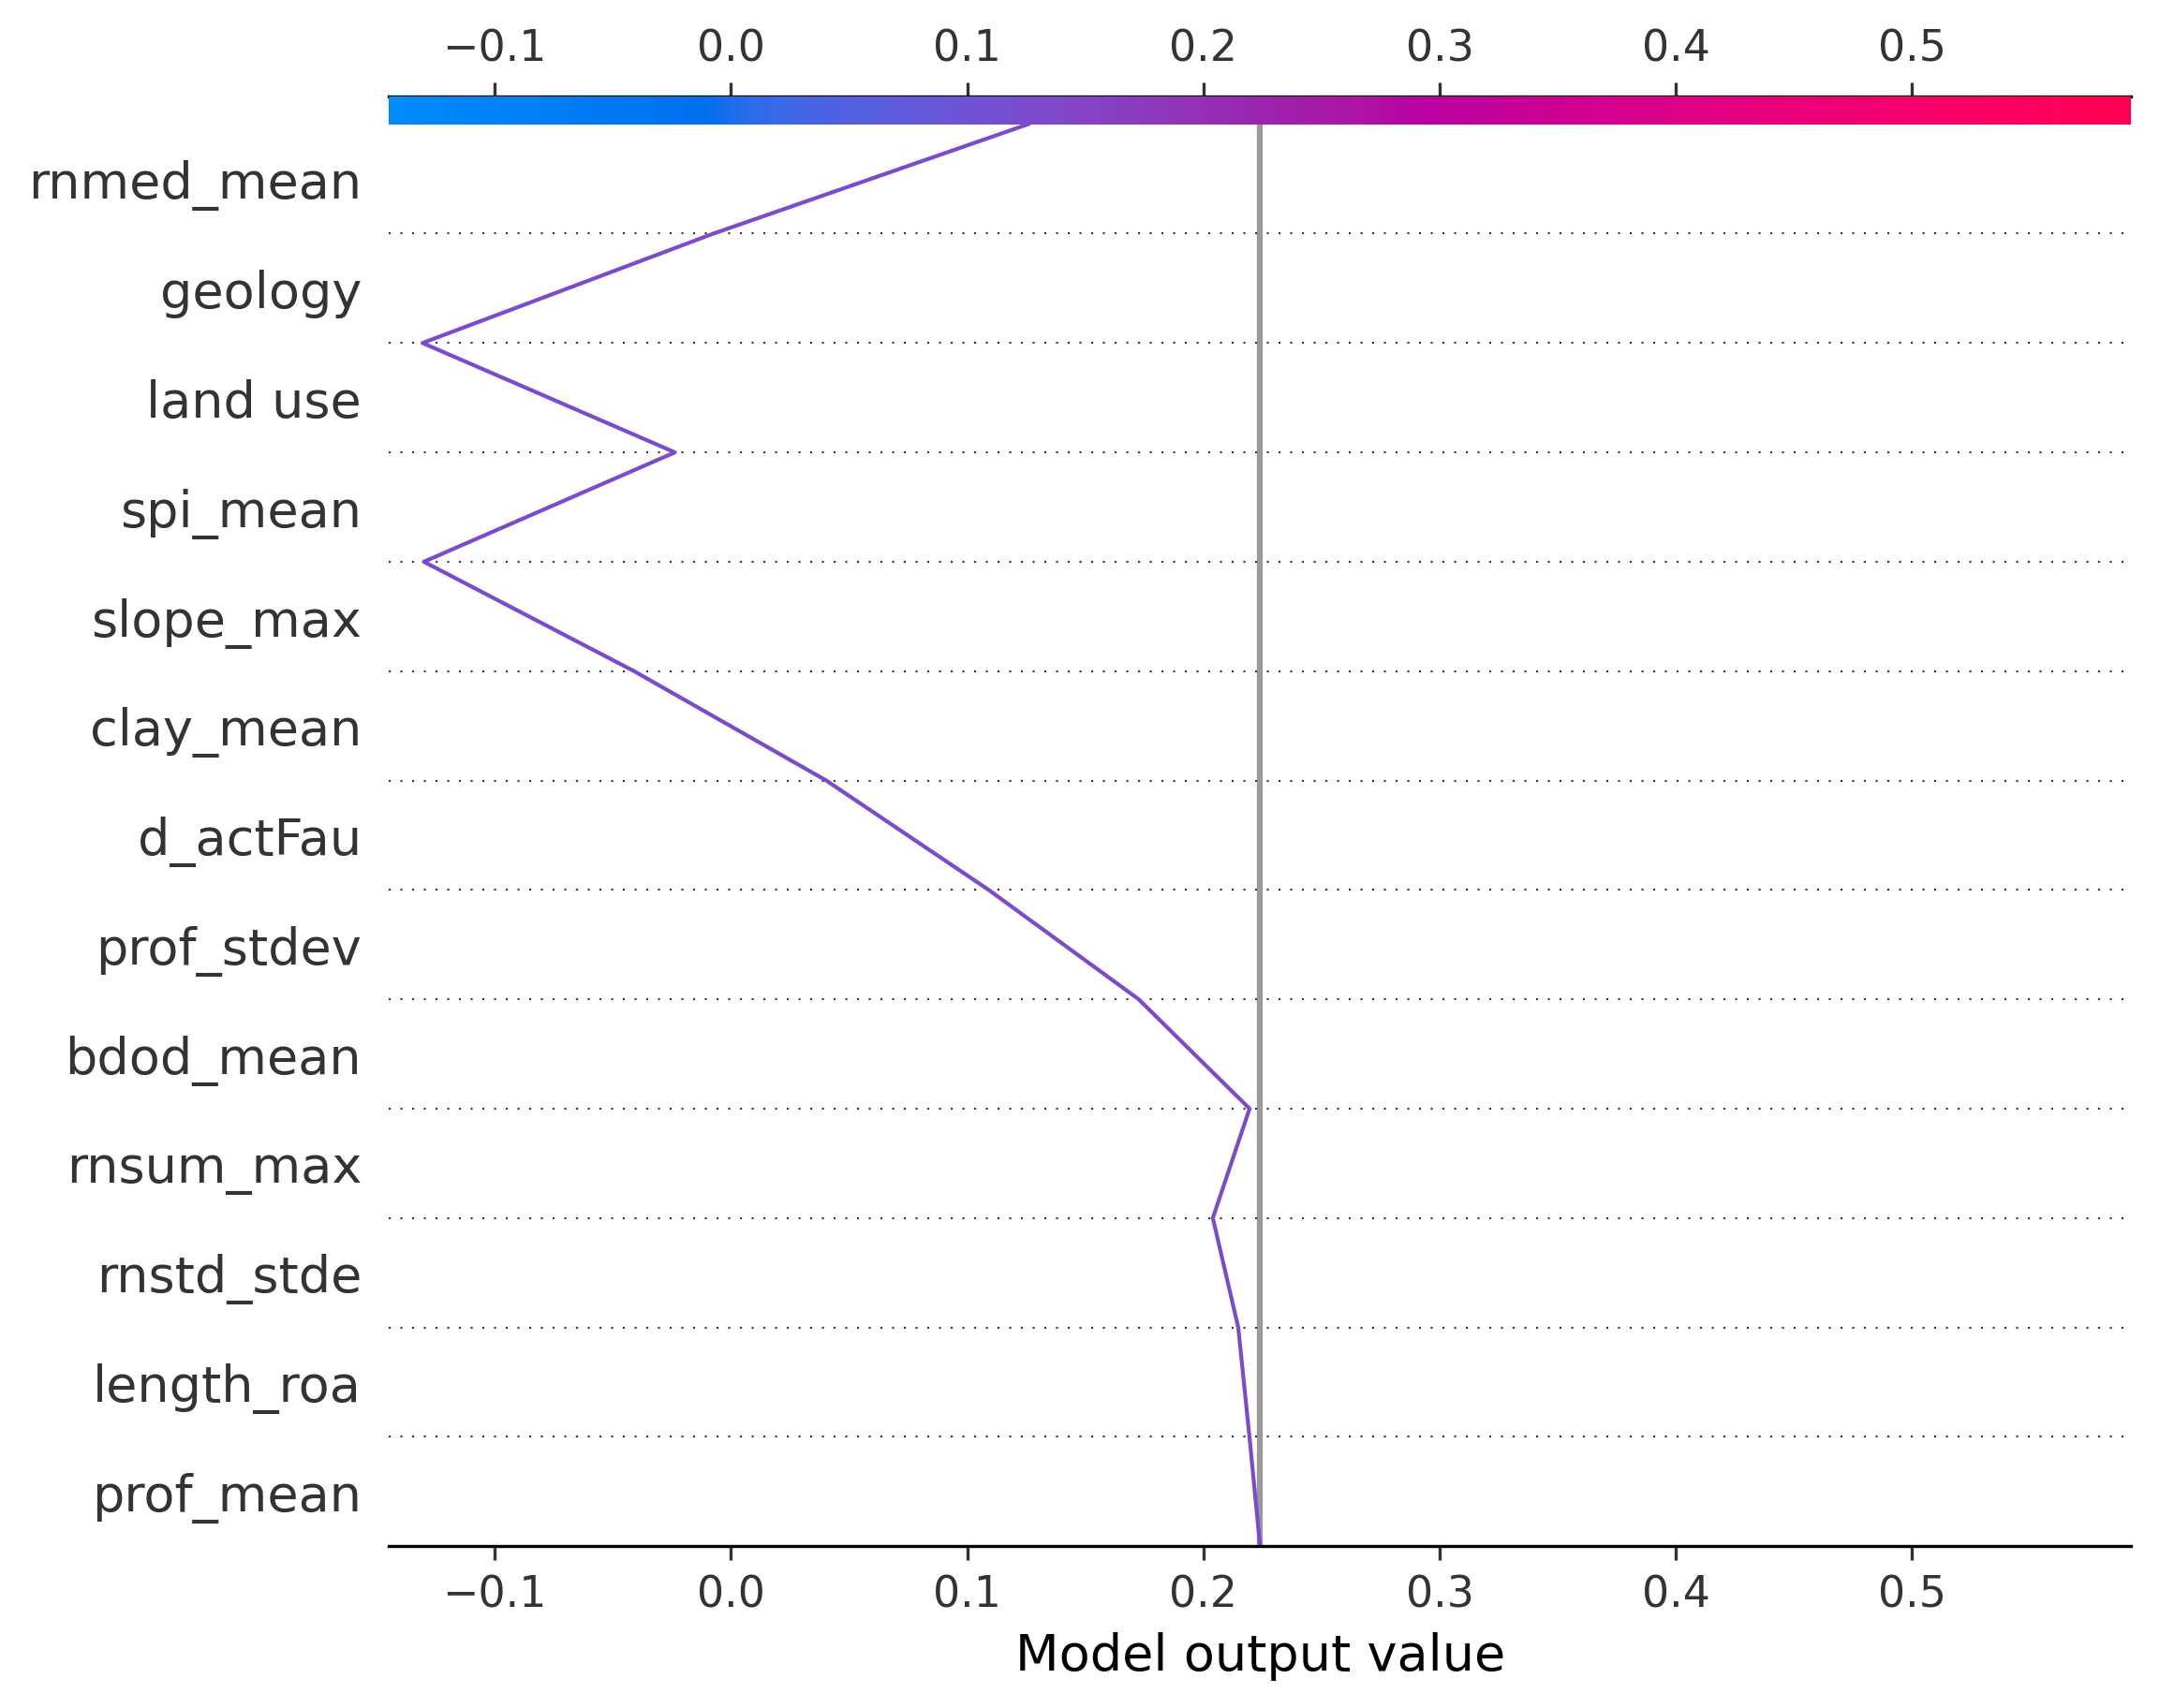 −0.1 0.0 0.1 0.2 0.3 0.4 0.5
rnmed_mean
geology
land use
spi_mean
slope_max
clay_mean
d_actFau
prof_stdev
bdod_mean
rnsum_max
rnstd_stde
length_roa
prof_mean
−0.1 0.0 0.1 0.2 0.3 0.4 0.5
Model output value